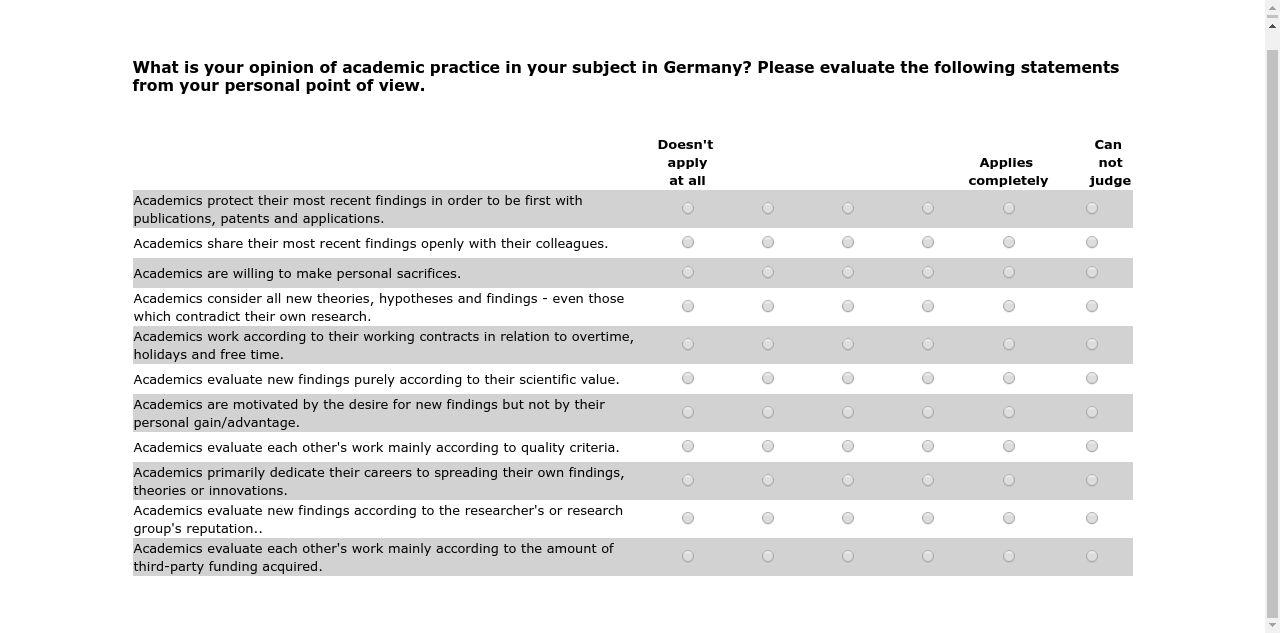 What is your opinion of academic practice in your subject in Germany? Please evaluate the following statements
from your personal point of view.
Doesn't
apply
at all
Applies
completely
Can
not
judge
Academics protect their most recent findings in order to be first with
publications, patents and applications.
Academics share their most recent findings openly with their colleagues.
Academics are willing to make personal sacrifices.
Academics consider all new theories, hypotheses and findings - even those
which contradict their own research.
Academics work according to their working contracts in relation to overtime,
holidays and free time.
Academics evaluate new findings purely according to their scientific value.
Academics are motivated by the desire for new findings but not by their
personal gain/advantage.
Academics evaluate each other's work mainly according to quality criteria.
Academics primarily dedicate their careers to spreading their own findings,
theories or innovations.
Academics evaluate new findings according to the researcher's or research
group's reputation..
Academics evaluate each other's work mainly according to the amount of
third-party funding acquired.